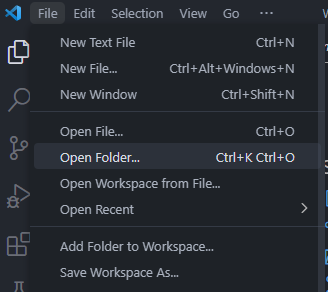 File Edit Selection View Go ...
New Text File Ctrl+N
New File... Ctrl+Alt+Windows+N
New Window Ctrl+Shift+N
Open File... Ctrl+O
Open Folder... Ctrl+K Ctrl+O
Open Workspace from File...
Open Recent
Add Folder to Workspace...
Save Workspace As...